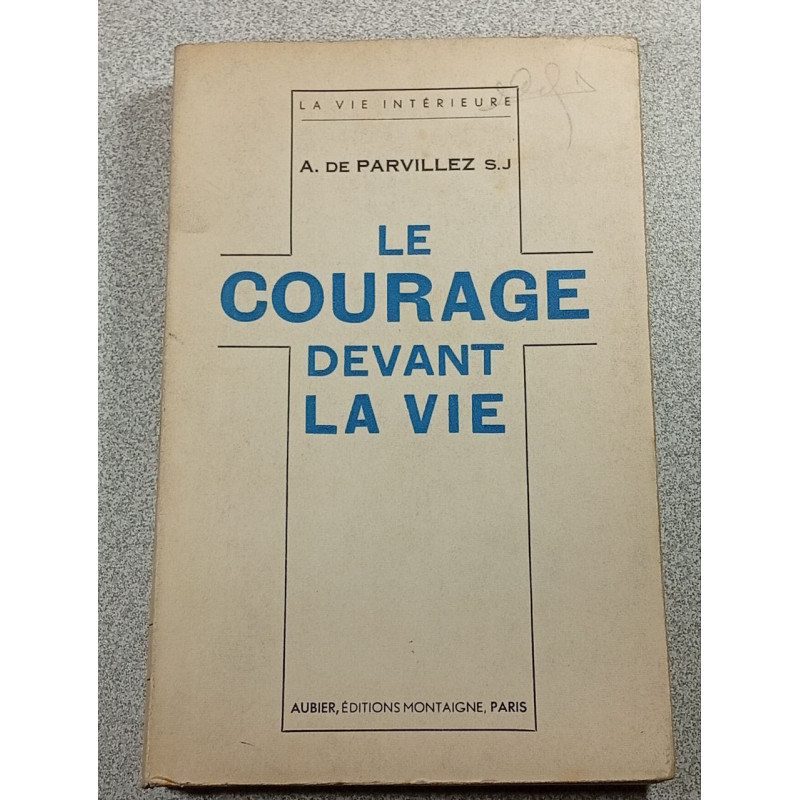 LA VIE INTÉRIEURE
A. DE PARVILLEZ S.J
LE
COURAGE
DEVANT
LA VIE
AUBIER, ÉDITIONS MONTAIGNE, PARIS